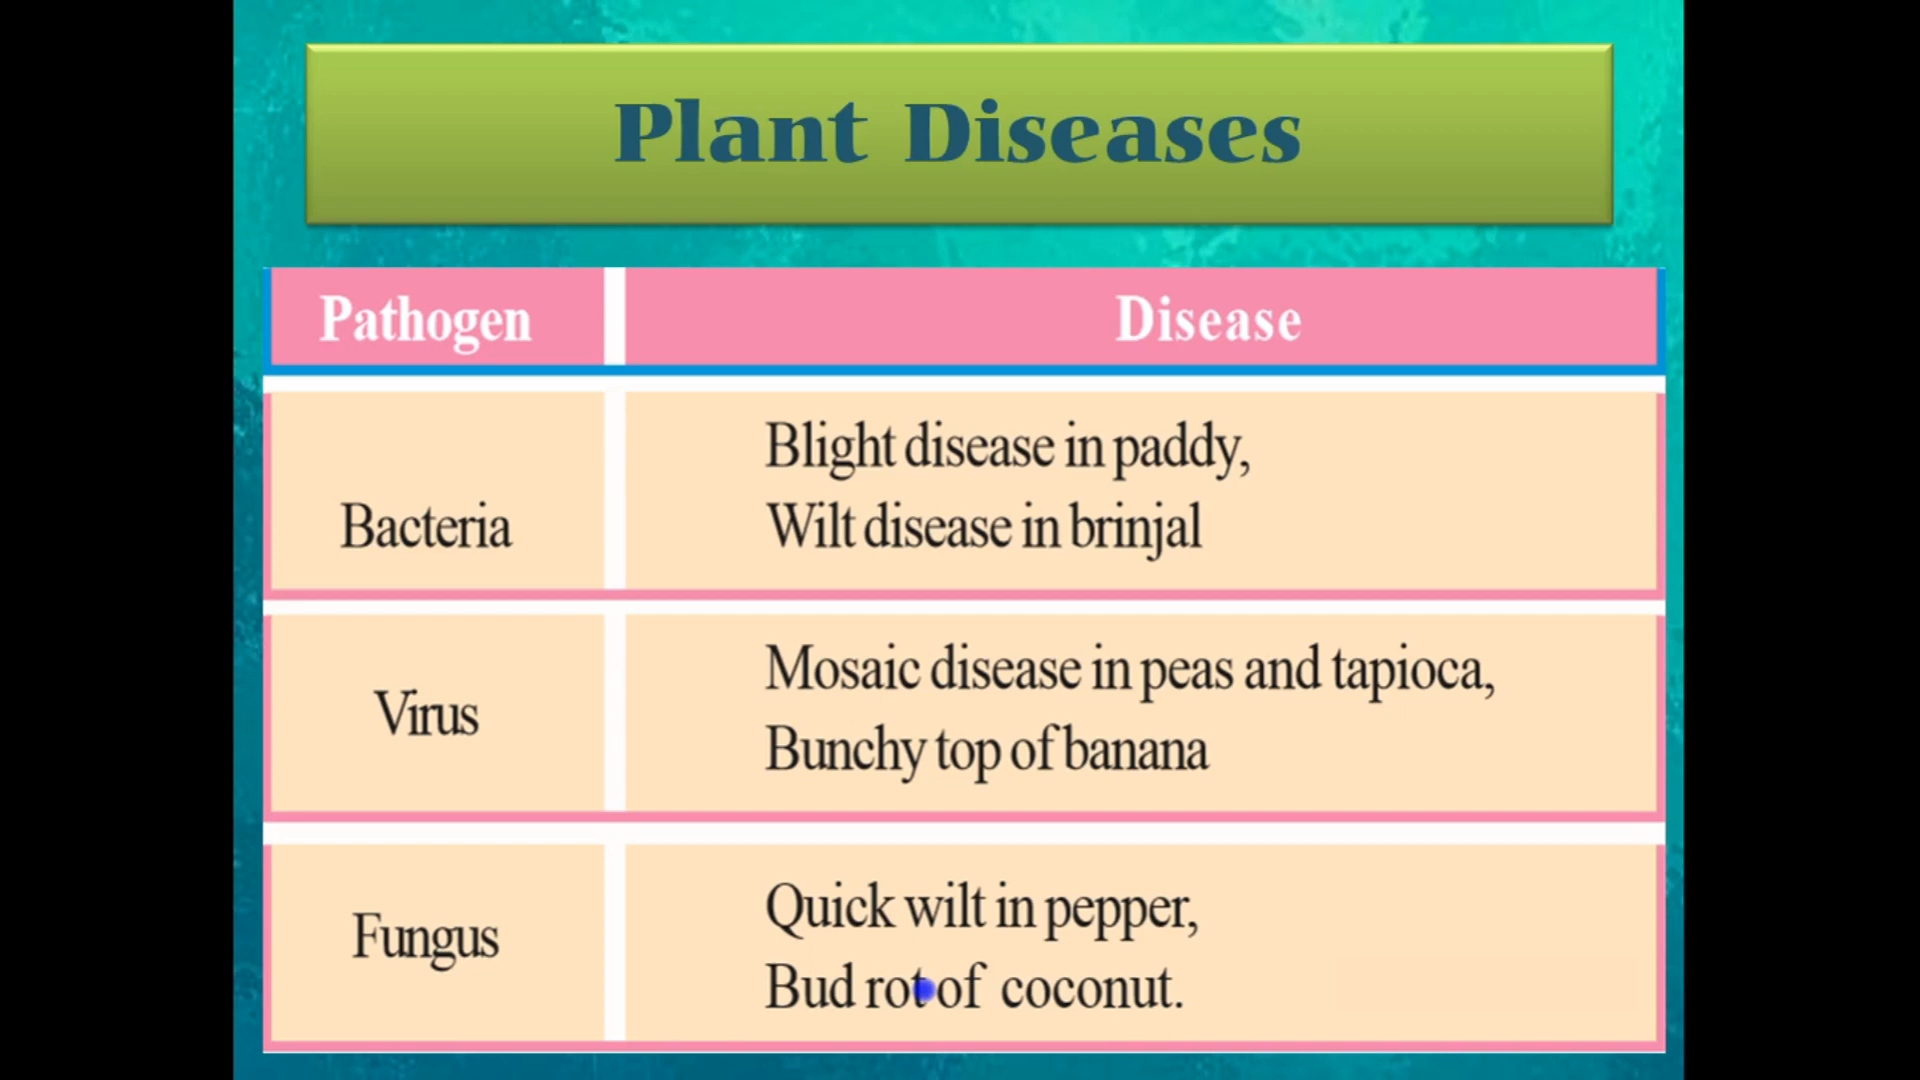 Plant Diseases
Pathogen Disease
Bacteria
Blight disease in paddy,
Wilt disease in brinjal
Virus
Mosaic disease in peas and tapioca,
Bunchy top of banana
Fungus
Quick wilt in pepper,
Bud rot of coconut.